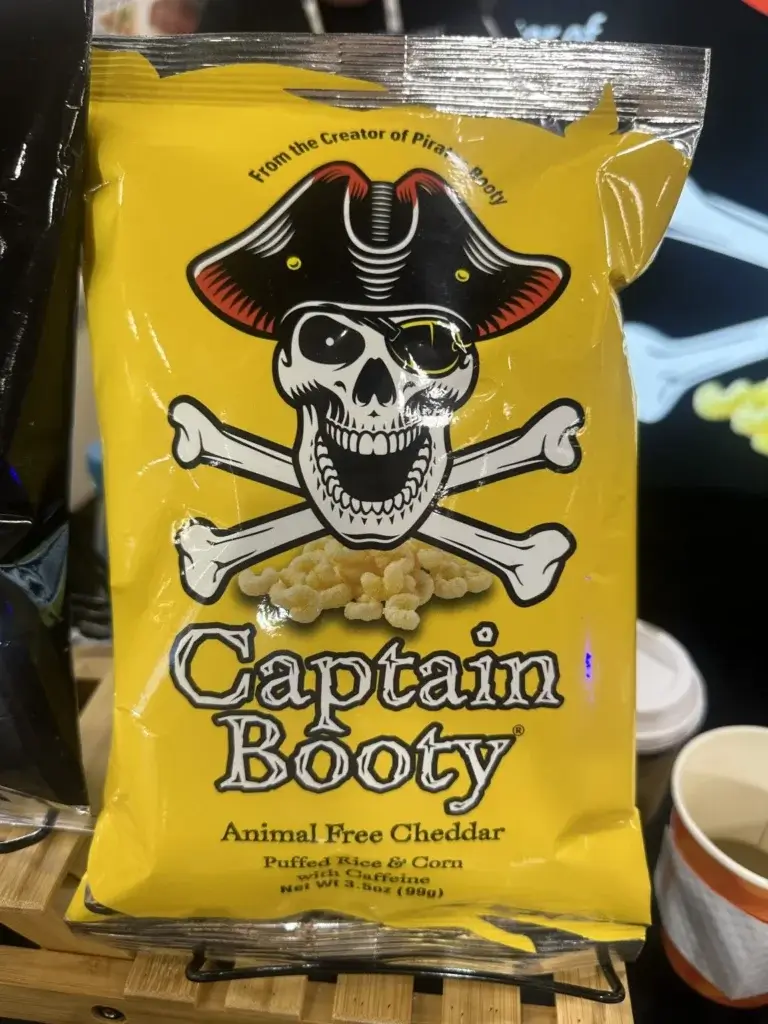 From the Creator of Pirate Booty
Captain
Booty®
Animal Free Cheddar
Puffed Rice & Corn
with Caffeine
Net Wt 3.5oz (99g)